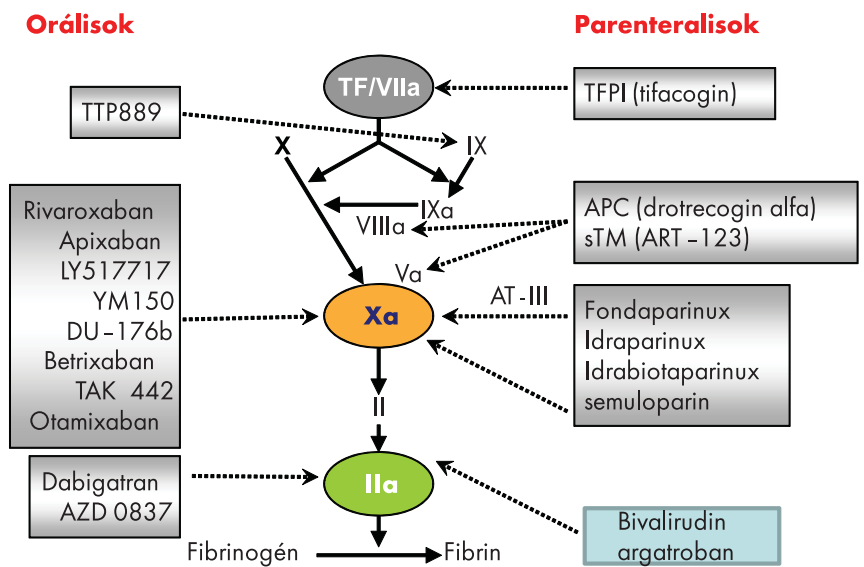 Orálisok
Parenteralisok
TF/VIIa
TFPI (tifacogin)
TTP889
X
IX
IXa
VIIIa
APC (drotrecogin alfa)
sTM (ART-123)
Rivaroxaban
Apixaban
LY517717
YM150
DU-176b
Betrixaban
TAK 442
Otamixaban
Va
AT-III
Xa
Fondaparinux
Idraparinux
Idrabiotaparinux
semuloparin
II
Dabigatran
AZD 0837
IIa
Bivalirudin
argatroban
Fibrinogén
Fibrin